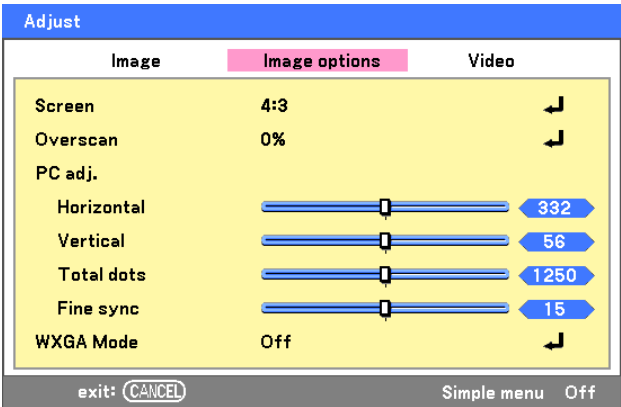 Adjust
Image Image options Video
Screen 4:3
Overscan 0%
PC adj.
Horizontal 332
Vertical 56
Total dots 1250
Fine sync 15
WXGA Mode Off
exit: CANCEL Simple menu Off